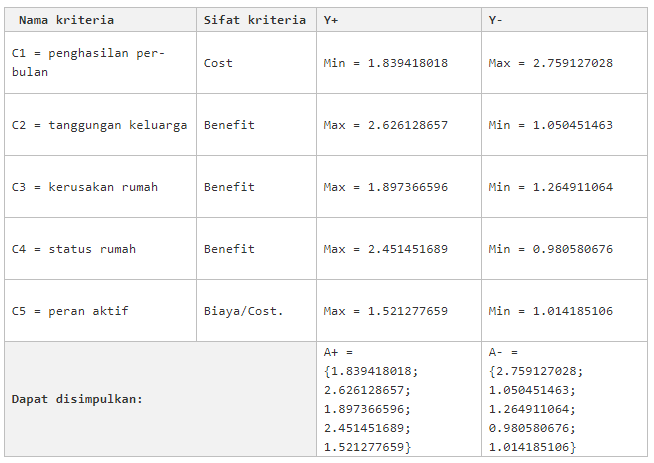 Nama kriteria Sifat kriteria Y+ Y-
C1 = penghasilan per-
bulan
Cost Min = 1.839418018 Max = 2.759127028
C2 = tanggungan keluarga Benefit Max = 2.626128657 Min = 1.050451463
C3 = kerusakan rumah Benefit Max = 1.897366596 Min = 1.264911064
C4 = status rumah Benefit Max = 2.451451689 Min = 0.980580676
C5 = peran aktif Biaya/Cost. Max = 1.521277659 Min = 1.014185106
Dapat disimpulkan:
A+ =
{1.839418018;
2.626128657;
1.897366596;
2.451451689;
1.521277659}
A- =
{2.759127028;
1.050451463;
1.264911064;
0.980580676;
1.014185106}